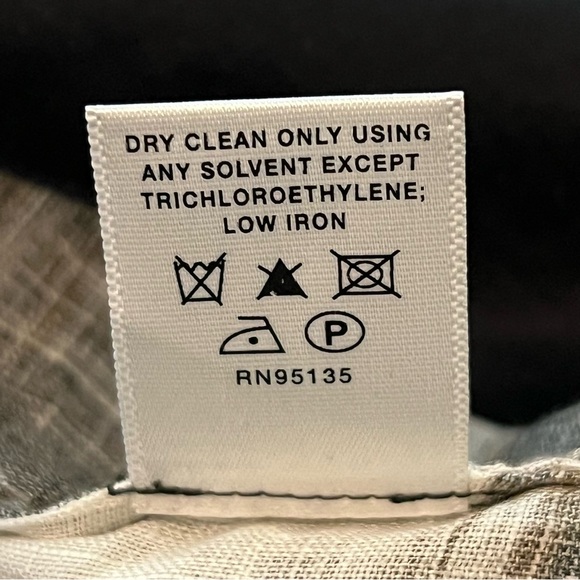 DRY CLEAN ONLY USING
ANY SOLVENT EXCEPT
TRICHLOROETHYLENE;
LOW IRON
P
RN95135